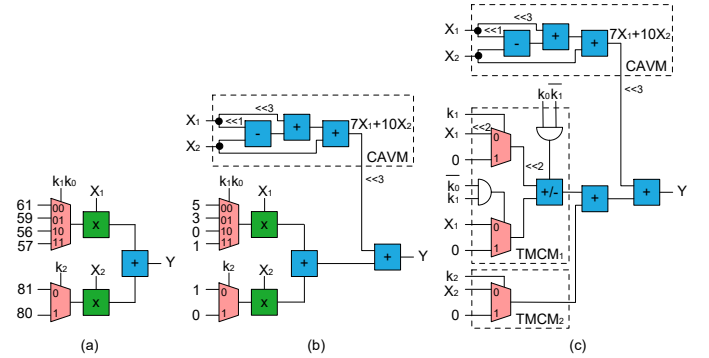 k₁k₀
X₁
61
59
56
57
00
01
10
11
x
k₂
X₂
81
80
0
1
x
+
Y
(a)
X₁
X₂
<<3
<<1
-
+
+
7X₁+10X₂
CAVM
<<3
k₁k₀
X₁
5
3
0
1
00
01
10
11
x
k₂
X₂
1
0
0
1
x
+
+
Y
(b)
X₁
X₂
<<3
<<1
-
+
+
7X₁+10X₂
CAVM
<<3
k₀ k̅₁
k₁
X₁
<<2
0
0
1
<<2
k̅₀
k₁
+/-
+
+
Y
X₁
0
0
1
TMCM₁
k₂
X₂
0
0
1
TMCM₂
(c)